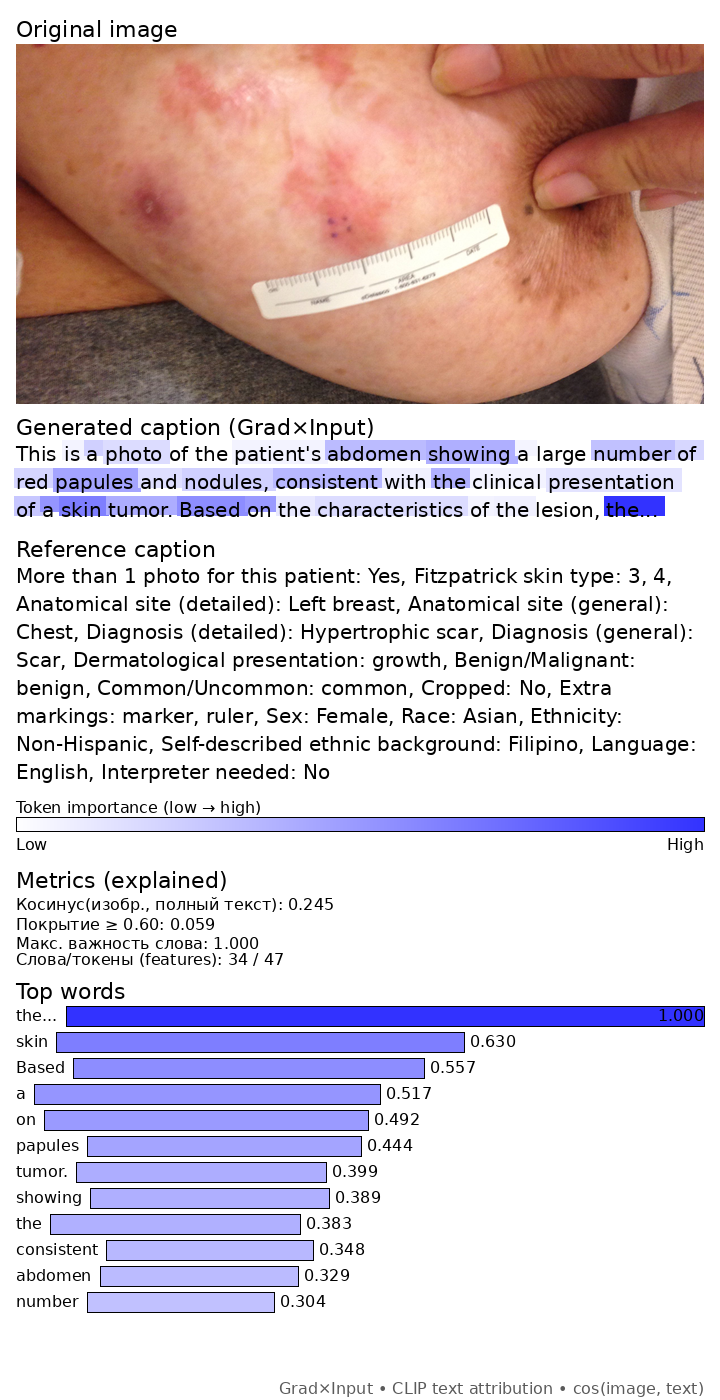 Original image
NAME
AREA
DATE
1-800-851-6273
Generated caption (Grad×Input)
This is a photo of the patient's abdomen showing a large number of
red papules and nodules, consistent with the clinical presentation
of a skin tumor. Based on the characteristics of the lesion, the...
Reference caption
More than 1 photo for this patient: Yes, Fitzpatrick skin type: 3, 4,
Anatomical site (detailed): Left breast, Anatomical site (general):
Chest, Diagnosis (detailed): Hypertrophic scar, Diagnosis (general):
Scar, Dermatological presentation: growth, Benign/Malignant:
benign, Common/Uncommon: common, Cropped: No, Extra
markings: marker, ruler, Sex: Female, Race: Asian, Ethnicity:
Non-Hispanic, Self-described ethnic background: Filipino, Language:
English, Interpreter needed: No
Token importance (low → high)
Low High
Metrics (explained)
Косинус(изобр., полный текст): 0.245
Покрытие ≥ 0.60: 0.059
Макс. важность слова: 1.000
Слова/токены (features): 34 / 47
Top words
the... 1.000
skin 0.630
Based 0.557
a 0.517
on 0.492
papules 0.444
tumor. 0.399
showing 0.389
the 0.383
consistent 0.348
abdomen 0.329
number 0.304
Grad×Input • CLIP text attribution • cos(image, text)